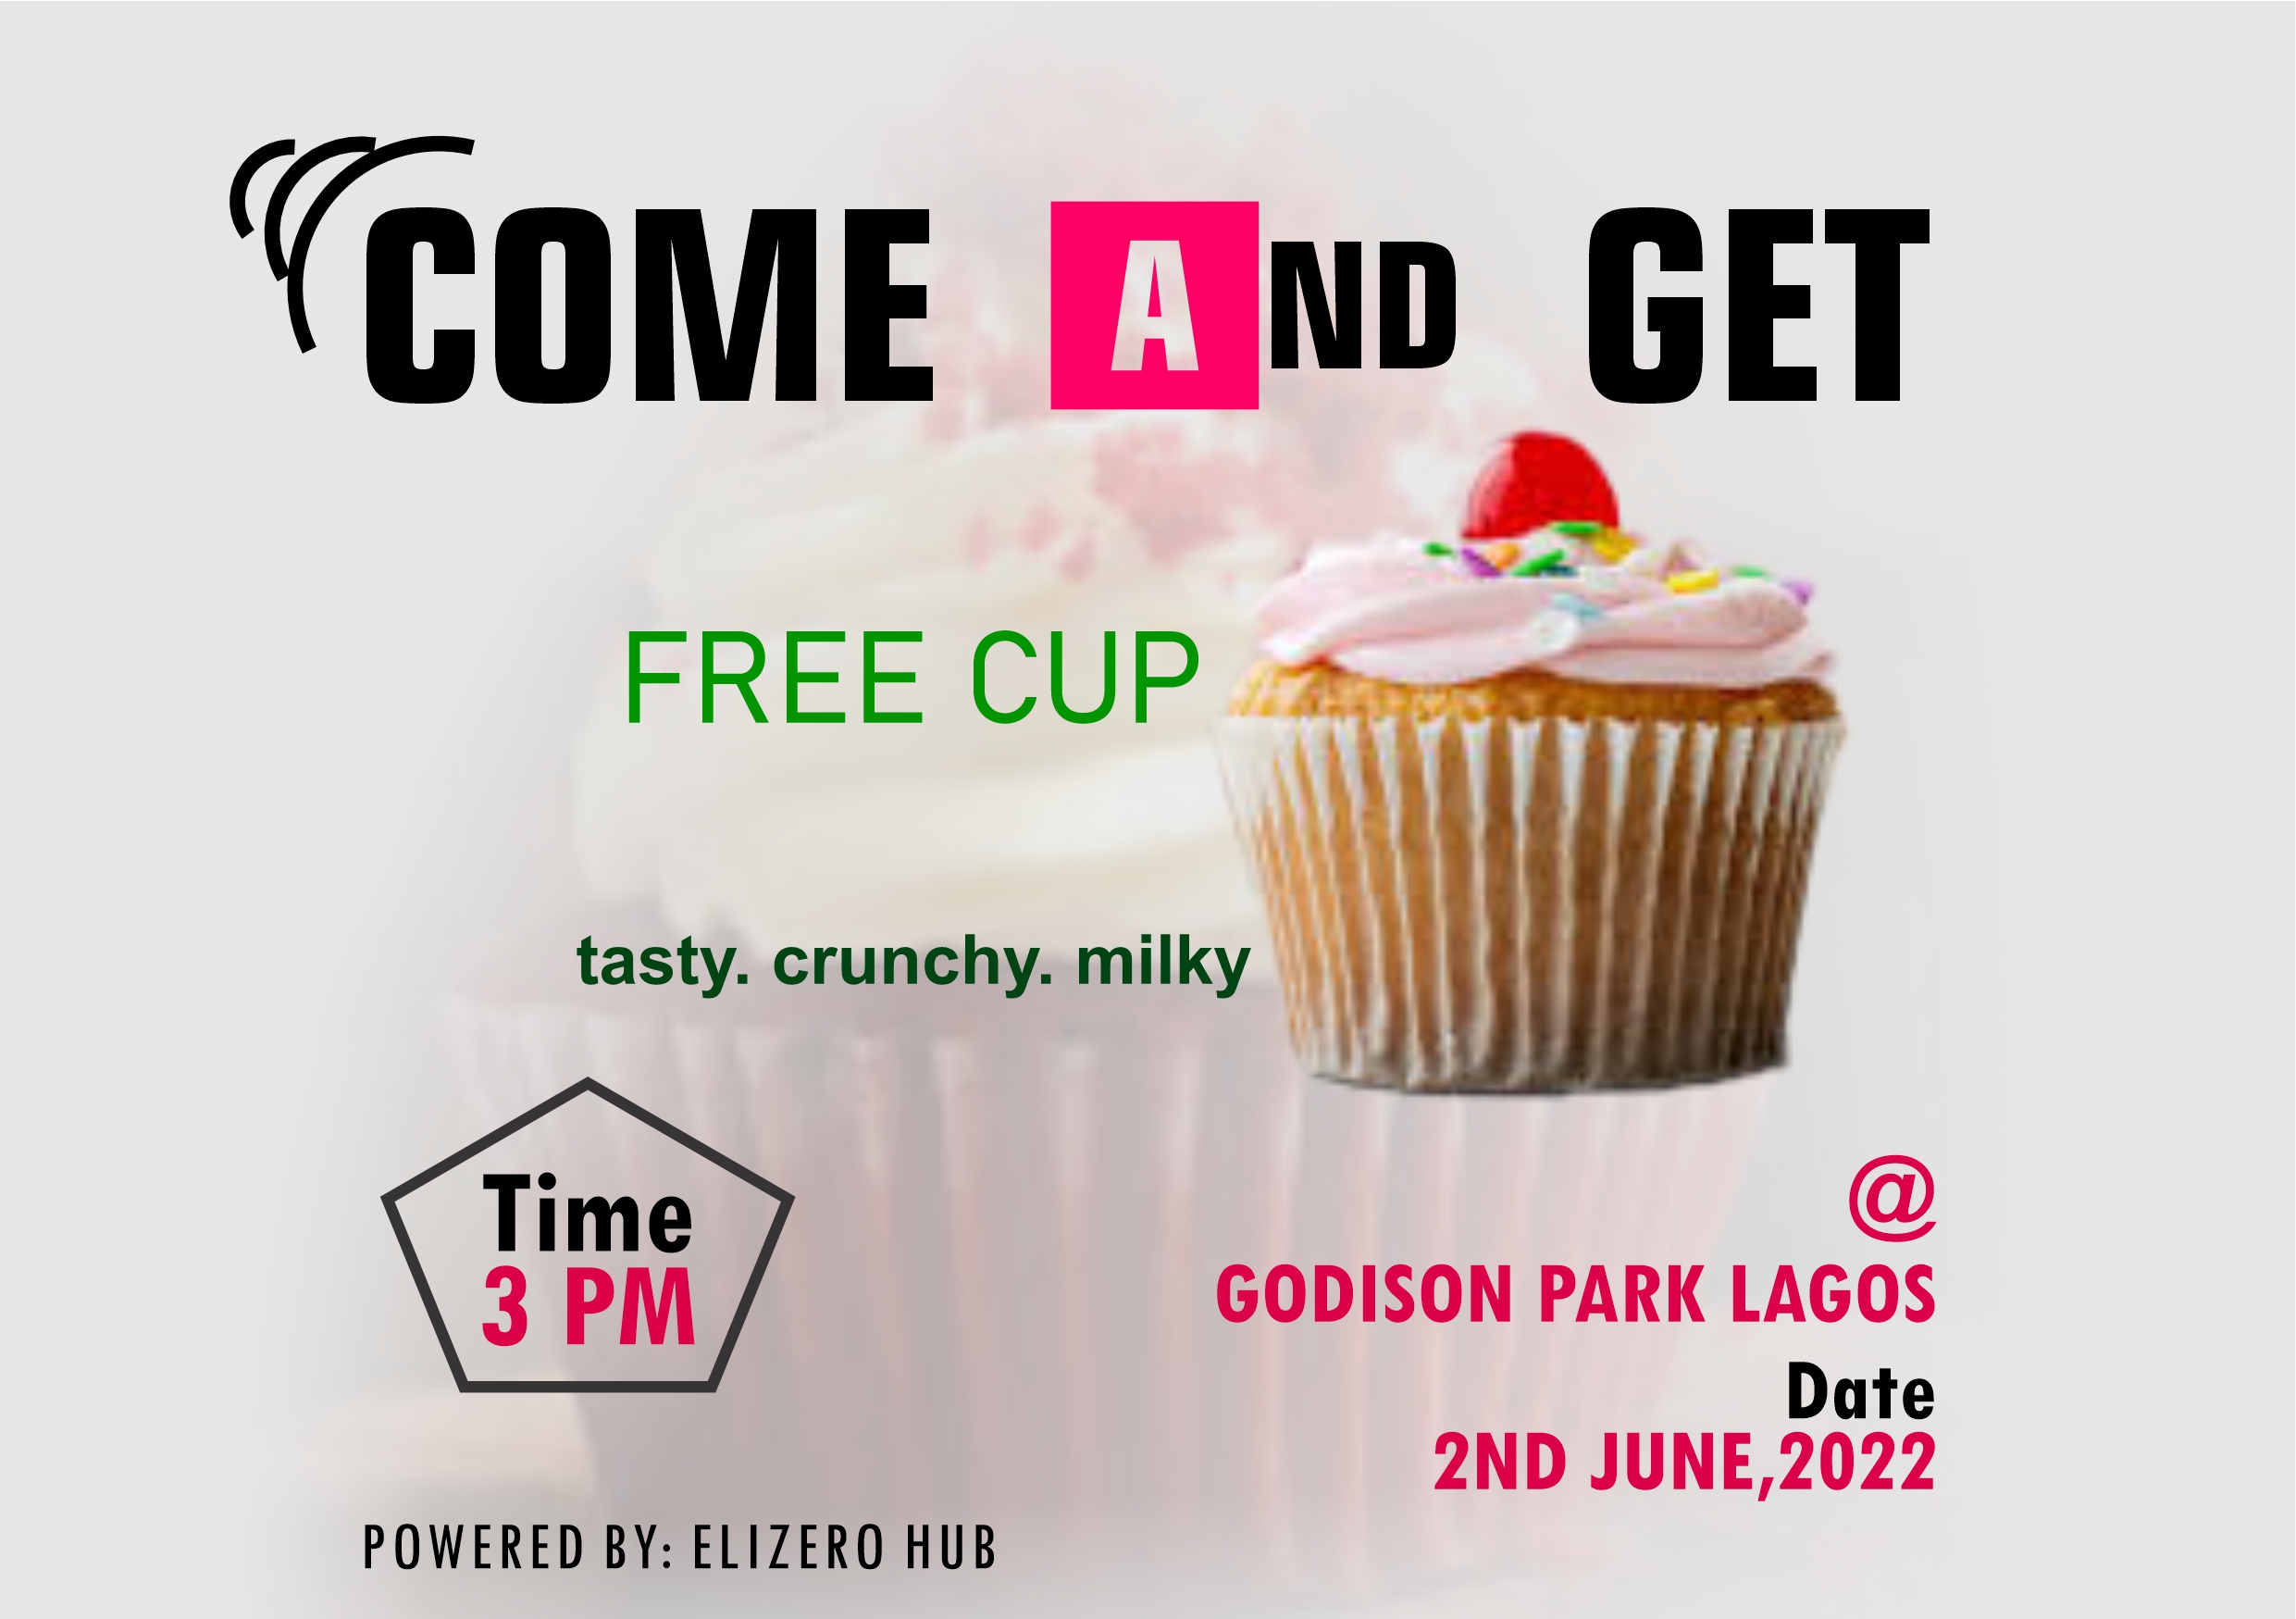 COME AND GET
FREE CUP
tasty. crunchy. milky
Time
3 PM
@
GODISON PARK LAGOS
Date
2ND JUNE,2022
POWERED BY: ELIZERO HUB